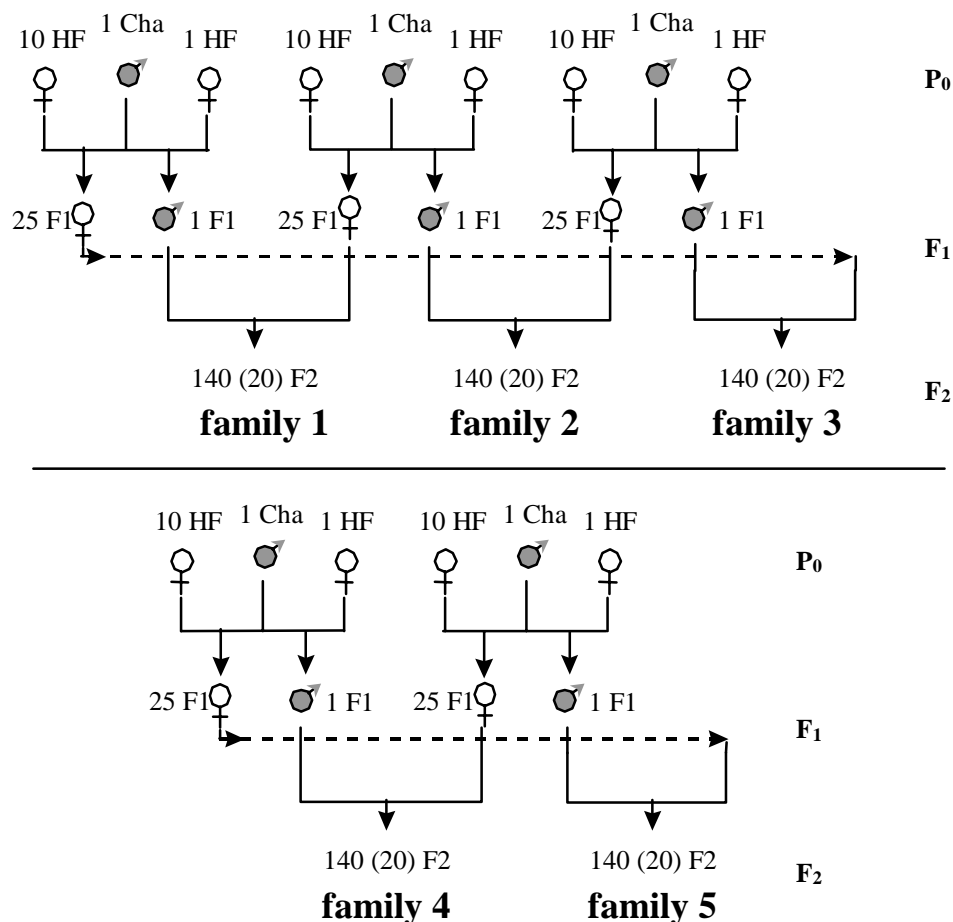 1 Cha 1 Cha 1 Cha
10 HF 1 HF 10 HF 1 HF 10 HF 1 HF
P0
25 F1 1 F1 25 F1 1 F1 25 F1 1 F1
F1
140 (20) F2 140 (20) F2 140 (20) F2
F2
family 1 family 2 family 3
10 HF 1 Cha 1 HF 10 HF 1 Cha 1 HF
P0
25 F1 1 F1 25 F1 1 F1
F1
140 (20) F2 140 (20) F2
F2
family 4 family 5